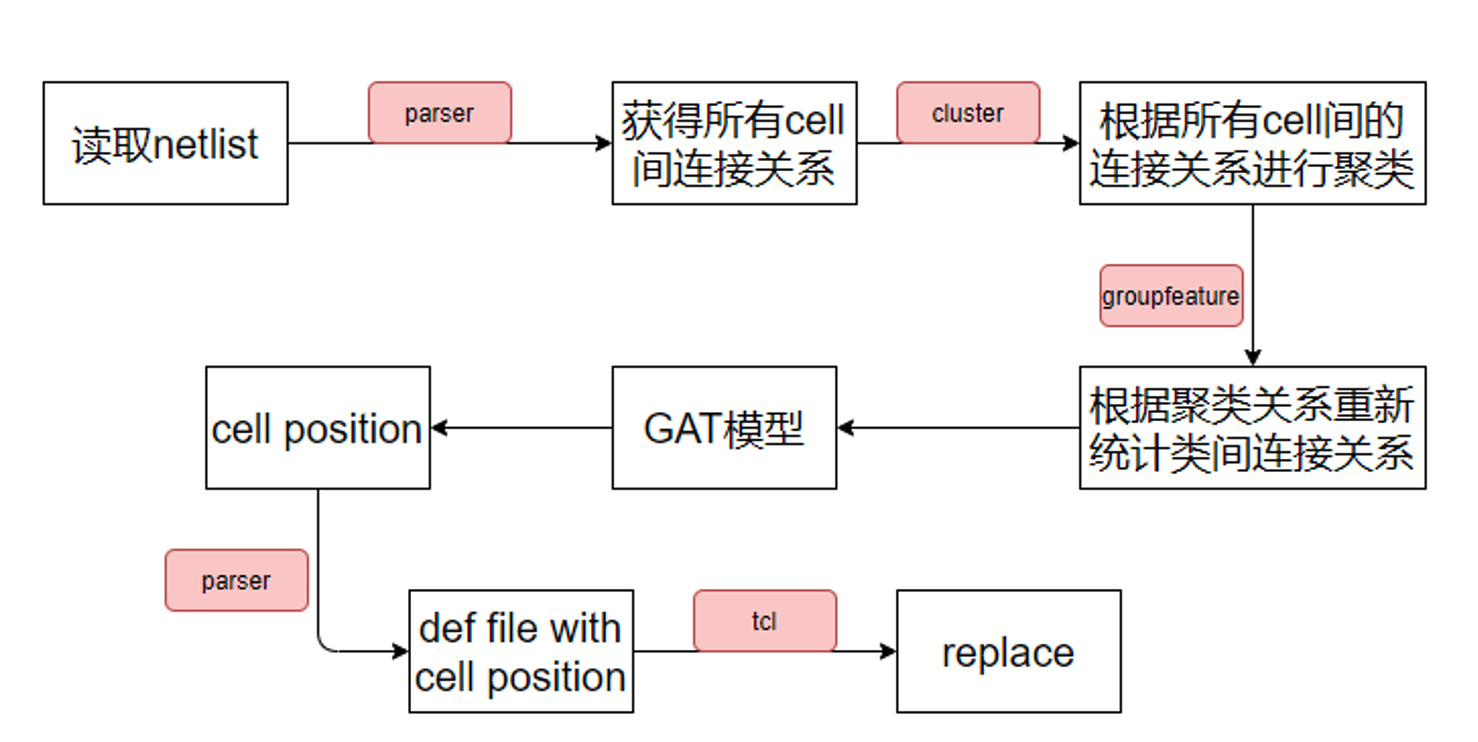 读取netlist
parser
获得所有cell
间连接关系
cluster
根据所有cell间的
连接关系进行聚类
groupfeature
根据聚类关系重新
统计类间连接关系
GAT模型
cell position
parser
def file with
cell position
tcl
replace